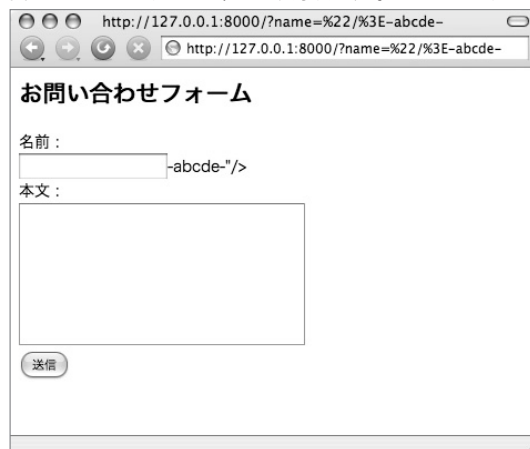 http://127.0.0.1:8000/?name=%22/%3E-abcde-
http://127.0.0.1:8000/?name=%22/%3E-abcde-
お問い合わせフォーム
名前：
-abcde-"/>
本文：
送信